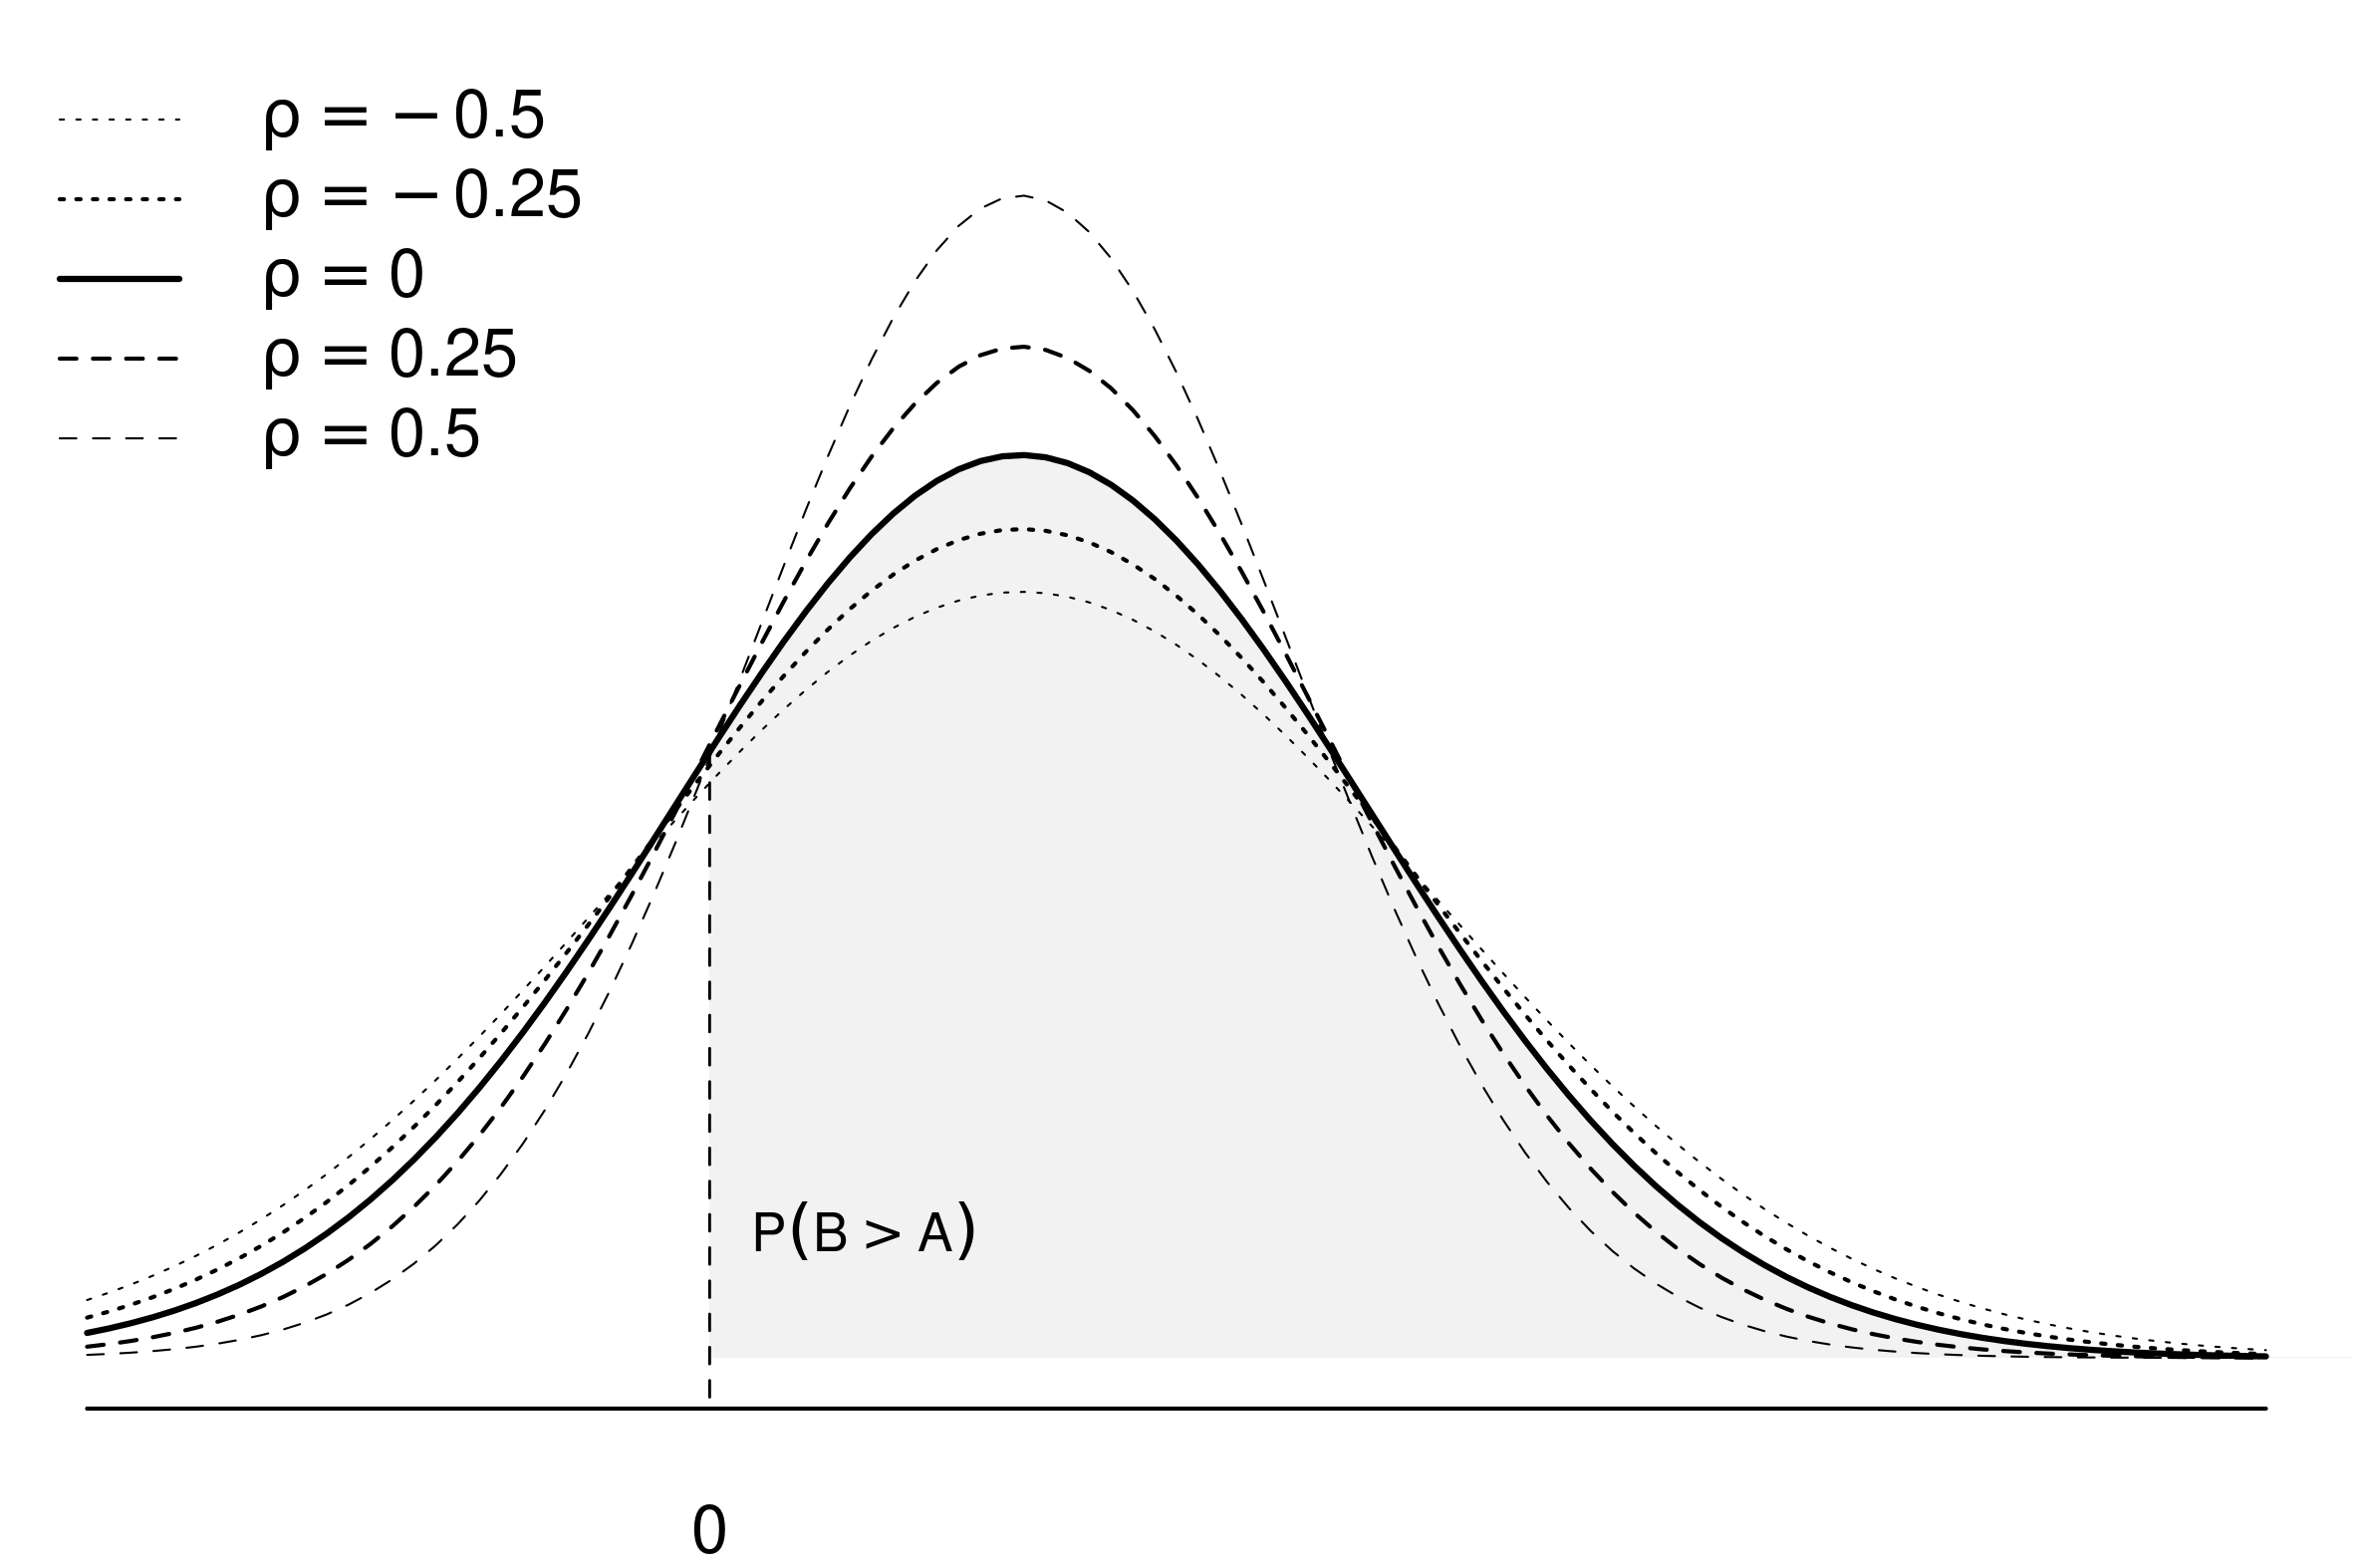 ρ = − 0.5
ρ = − 0.25
ρ = 0
ρ = 0.25
ρ = 0.5
P(B > A)
0